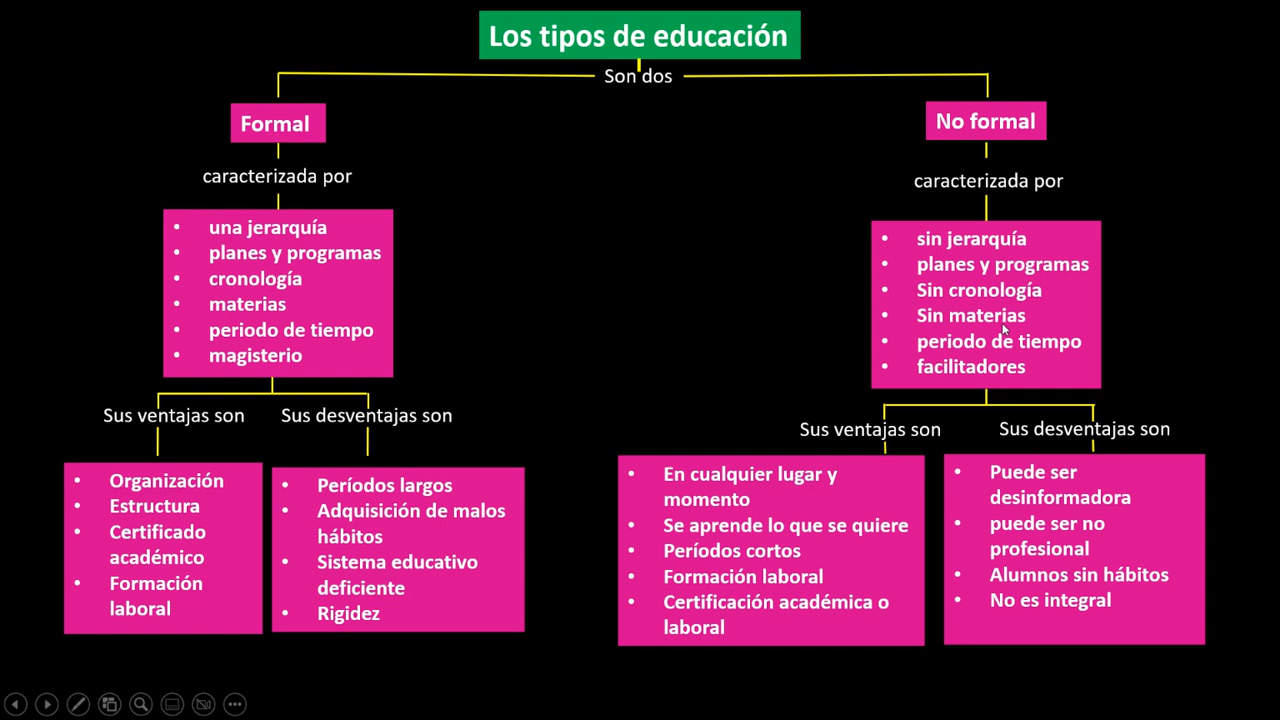 Los tipos de educación
Son dos
Formal
caracterizada por
• una jerarquía
• planes y programas
• cronología
• materias
• periodo de tiempo
• magisterio
Sus ventajas son
• Organización
• Estructura
• Certificado
académico
• Formación
laboral
Sus desventajas son
• Períodos largos
• Adquisición de malos
hábitos
• Sistema educativo
deficiente
• Rigidez
No formal
caracterizada por
• sin jerarquía
• planes y programas
• Sin cronología
• Sin materias
• periodo de tiempo
• facilitadores
Sus ventajas son
• En cualquier lugar y
momento
• Se aprende lo que se quiere
• Períodos cortos
• Formación laboral
• Certificación académica o
laboral
Sus desventajas son
• Puede ser
desinformadora
• puede ser no
profesional
• Alumnos sin hábitos
• No es integral